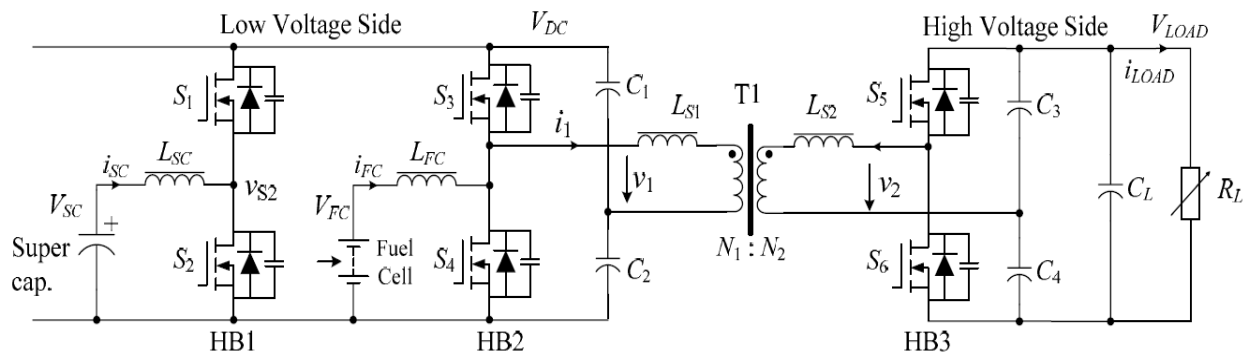 Low Voltage Side
V_DC
High Voltage Side
V_LOAD
i_LOAD
S_1
S_3
C_1
L_S1
T1
L_S2
S_5
C_3
i_1
L_SC
i_SC
V_SC
+
v_S2
L_FC
i_FC
V_FC
v_1
v_2
C_L
R_L
Super
cap.
S_2
Fuel
Cell
S_4
C_2
N_1 : N_2
S_6
C_4
HB1
HB2
HB3